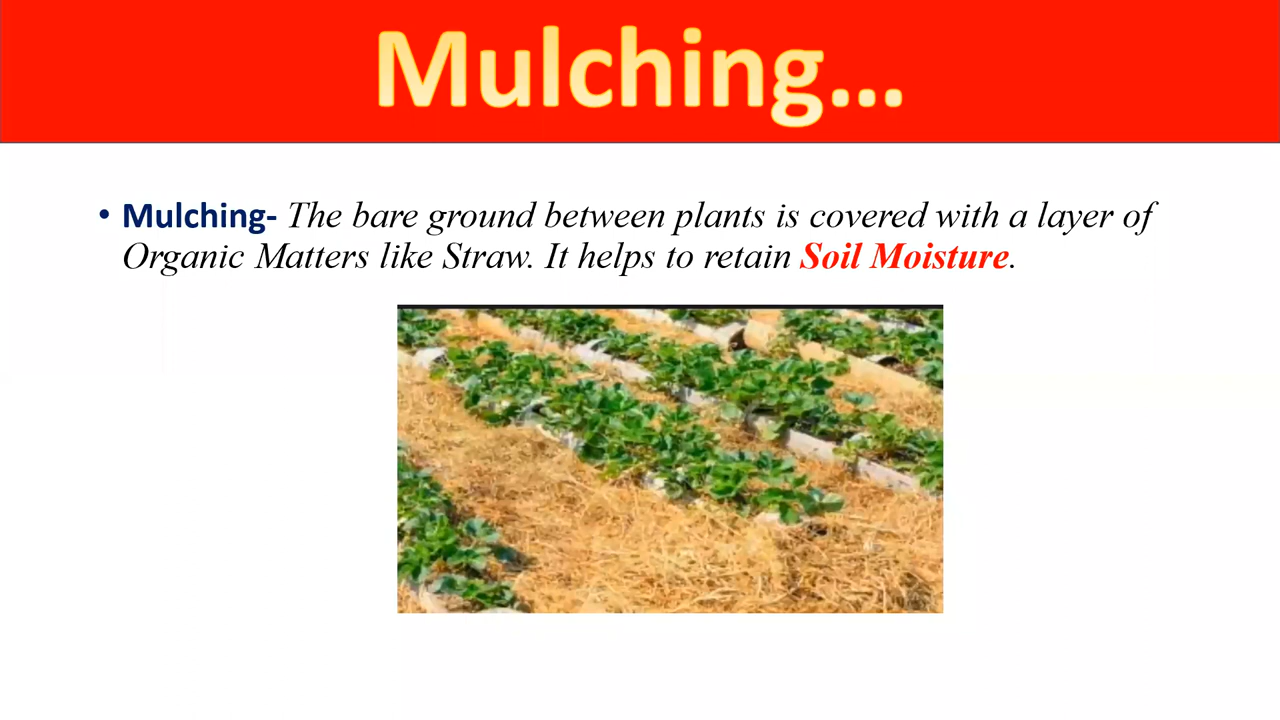 Mulching...
• Mulching- The bare ground between plants is covered with a layer of
Organic Matters like Straw. It helps to retain Soil Moisture.